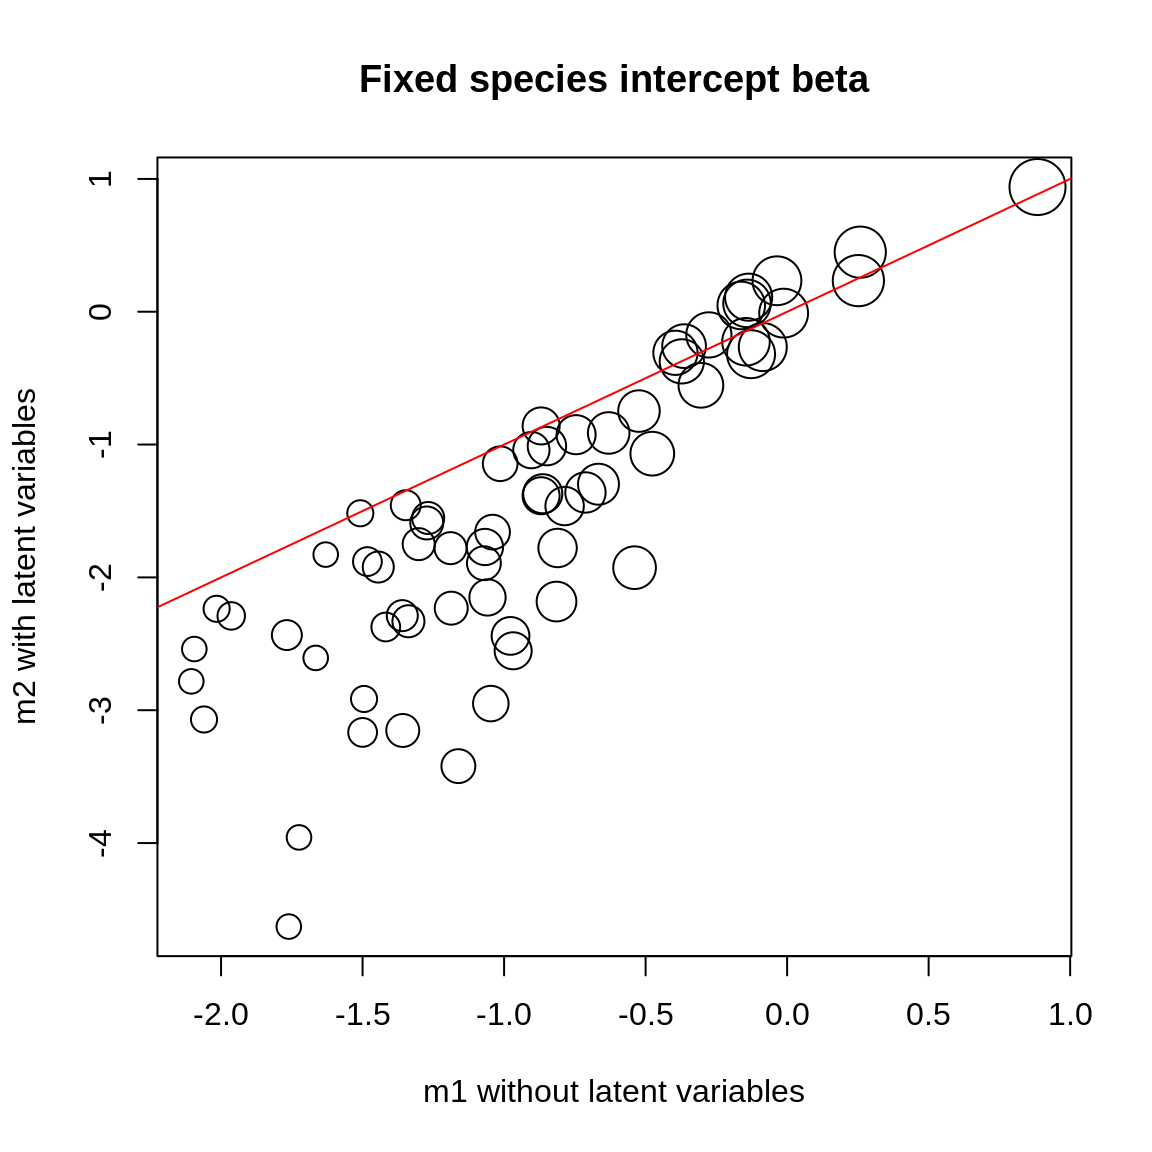 Fixed species intercept beta
1
0
-1
-2
-3
-4
m2 with latent variables
-2.0 -1.5 -1.0 -0.5 0.0 0.5 1.0
m1 without latent variables